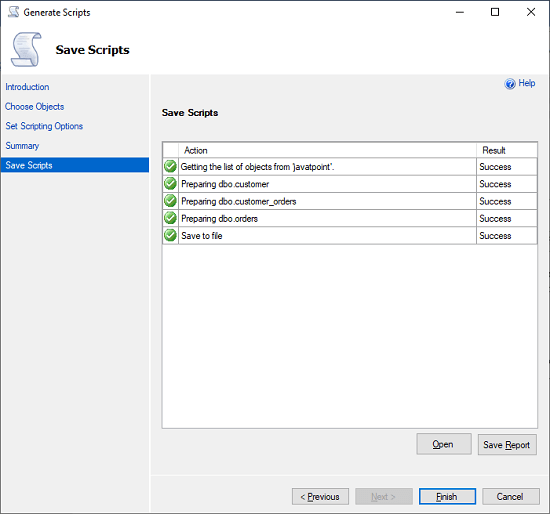 Generate Scripts
Save Scripts
Help
Introduction
Choose Objects
Set Scripting Options
Summary
Save Scripts
Save Scripts
Action Result
Getting the list of objects from 'javatpoint'. Success
Preparing dbo.customer Success
Preparing dbo.customer_orders Success
Preparing dbo.orders Success
Save to file Success
Open Save Report
< Previous Next > Finish Cancel